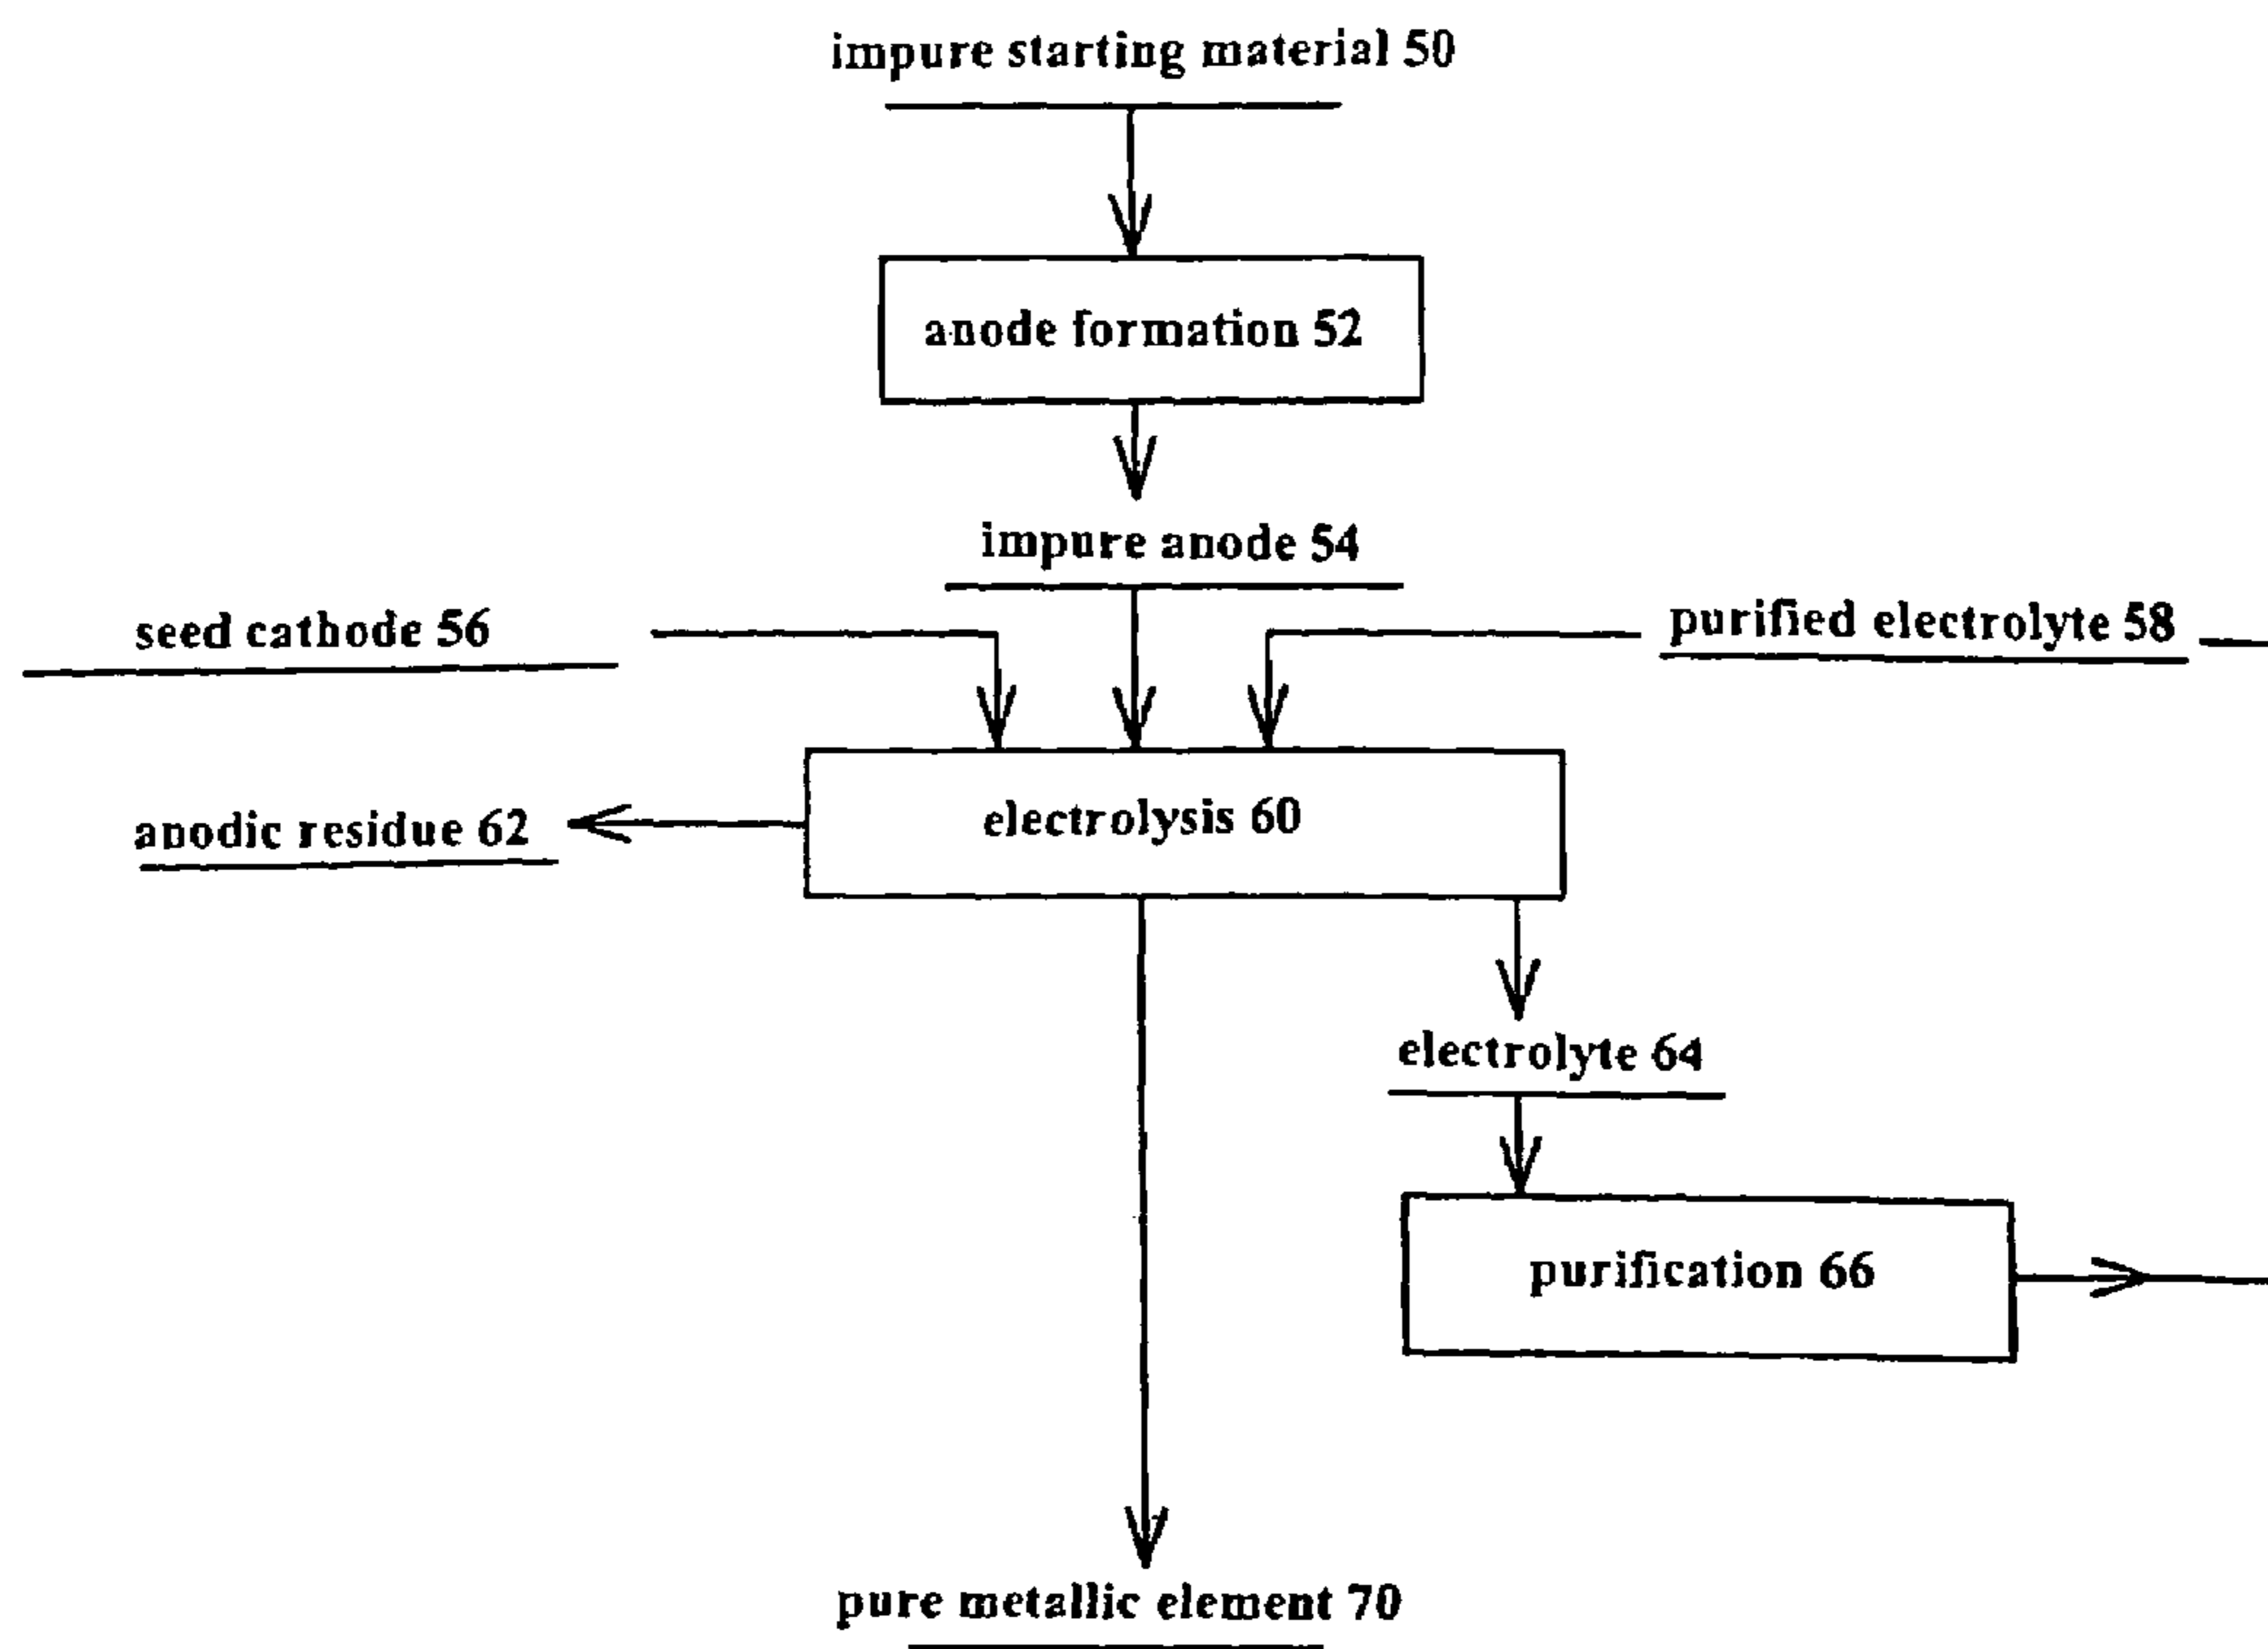 impure starting material 50
anode formation 52
impure anode 54
seed cathode 56
purified electrolyte 58
electrolysis 60
anodic residue 62
electrolyte 64
purification 66
pure metallic element 70